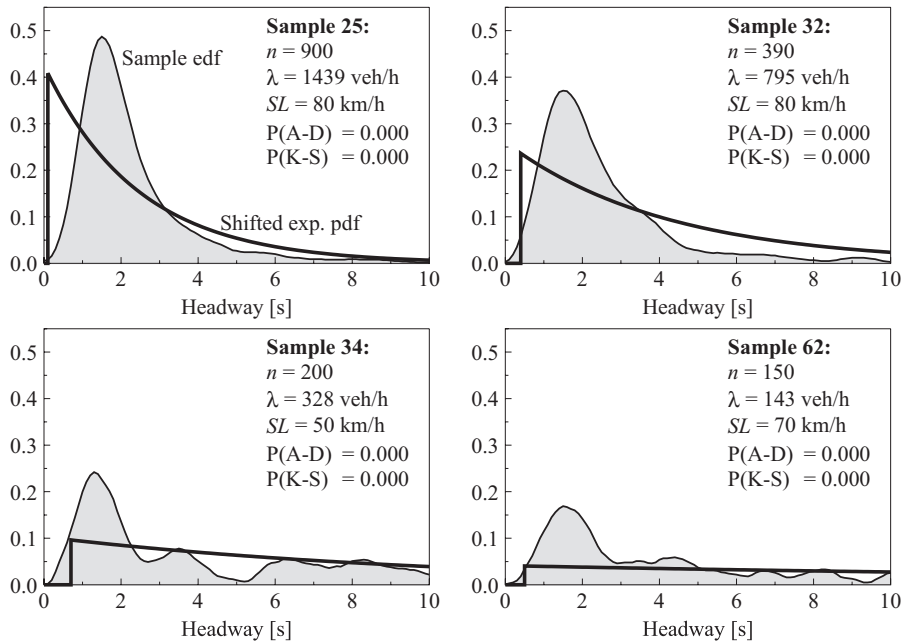 0.5
0.4
0.3
0.2
0.1
0.0
0
2
4
6
8
10
Headway [s]
Sample edf
Shifted exp. pdf
Sample 25:
n = 900
λ = 1439 veh/h
SL = 80 km/h
P(A-D) = 0.000
P(K-S) = 0.000
0.5
0.4
0.3
0.2
0.1
0.0
0
2
4
6
8
10
Headway [s]
Sample 32:
n = 390
λ = 795 veh/h
SL = 80 km/h
P(A-D) = 0.000
P(K-S) = 0.000
0.5
0.4
0.3
0.2
0.1
0.0
0
2
4
6
8
10
Headway [s]
Sample 34:
n = 200
λ = 328 veh/h
SL = 50 km/h
P(A-D) = 0.000
P(K-S) = 0.000
0.5
0.4
0.3
0.2
0.1
0.0
0
2
4
6
8
10
Headway [s]
Sample 62:
n = 150
λ = 143 veh/h
SL = 70 km/h
P(A-D) = 0.000
P(K-S) = 0.000